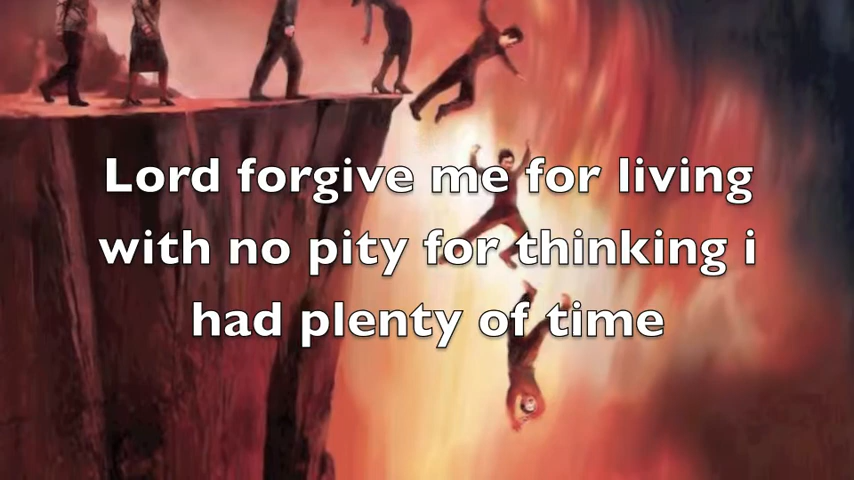 Lord forgive me for living
with no pity for thinking i
had plenty of time